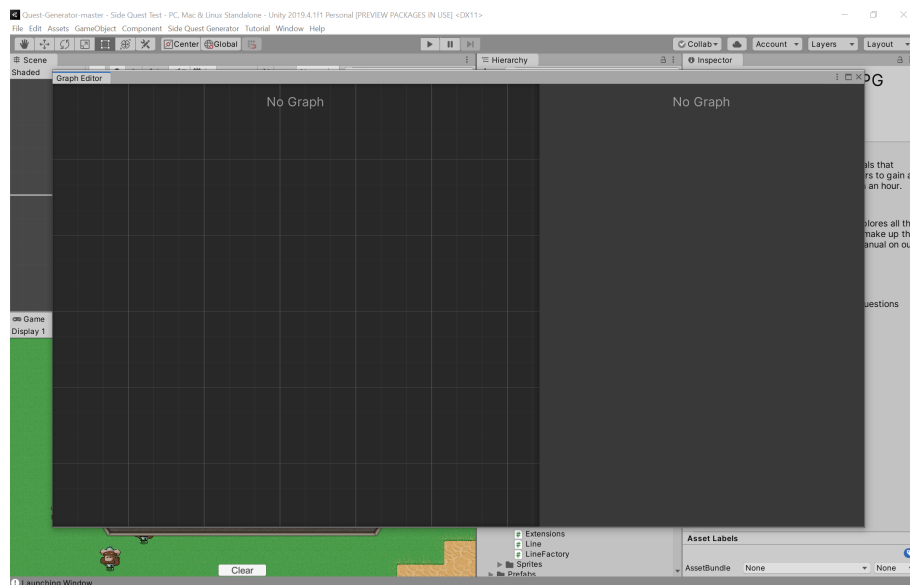 Quest-Generator-master - Side Quest Test - PC, Mac & Linux Standalone - Unity 2019.4.1f1 Personal [PREVIEW PACKAGES IN USE] <DX11>
File Edit Assets GameObject Component Side Quest Generator Tutorial Window Help
Center Global Collab Account Layers Layout
Scene Hierarchy Inspector
Shaded
Graph Editor
PG
No Graph No Graph
als that
rs to gain a
an hour.
plores all th
make up th
anual on ou
uestions
Game
Display 1
Extensions
Line
LineFactory
Sprites
Prefabs
Asset Labels
AssetBundle None None
Clear
Launching Window